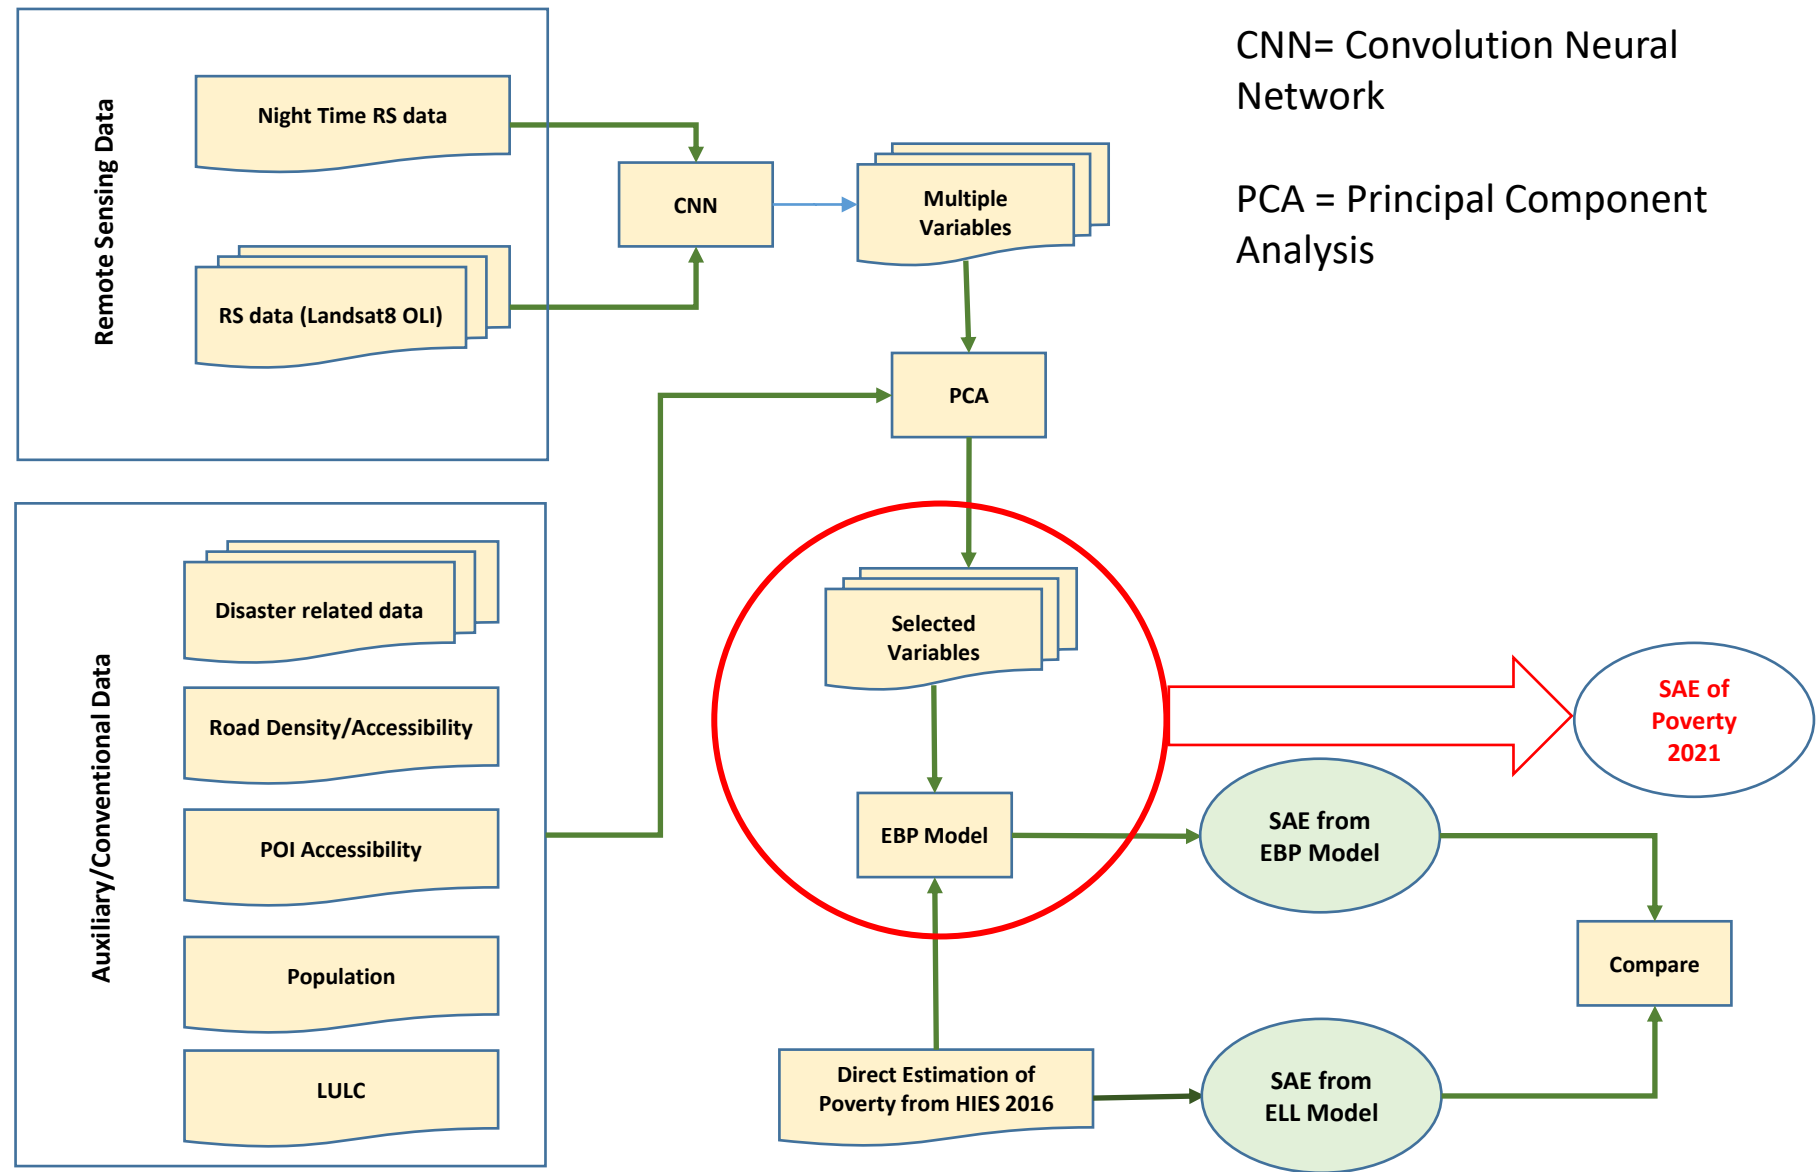 CNN= Convolution Neural
Network
PCA = Principal Component
Analysis
Remote Sensing Data
Night Time RS data
RS data (Landsat8 OLI)
CNN
Multiple
Variables
PCA
Auxiliary/Conventional Data
Disaster related data
Road Density/Accessibility
POI Accessibility
Population
LULC
Selected
Variables
EBP Model
Direct Estimation of
Poverty from HIES 2016
SAE from
EBP Model
SAE from
ELL Model
SAE of
Poverty
2021
Compare